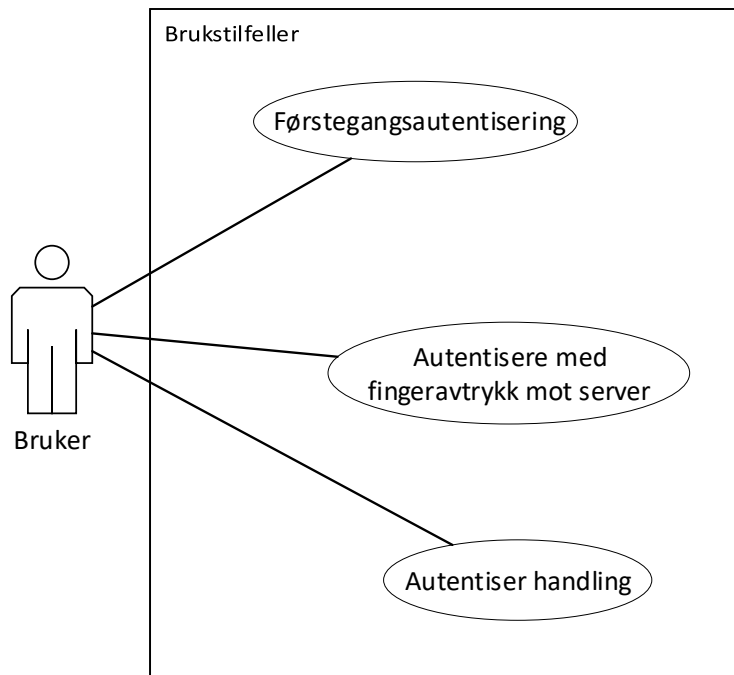 Brukstilfeller
Førstegangsautentisering
Autentisere med
fingeravtrykk mot server
Bruker
Autentiser handling